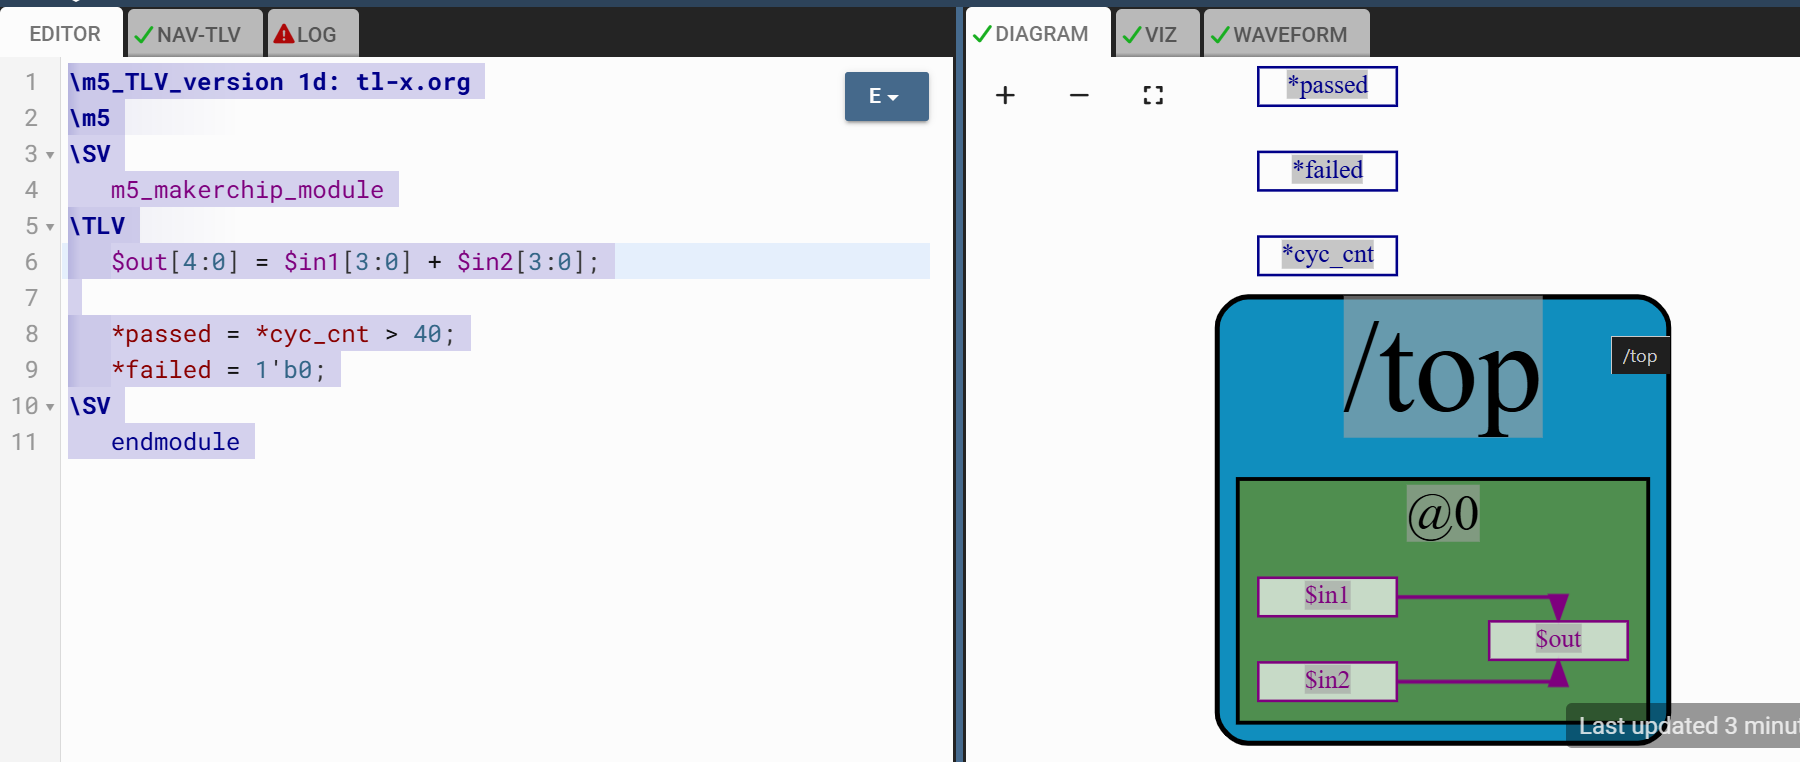 EDITOR
NAV-TLV
LOG
1 \m5_TLV_version 1d: tl-x.org
2 \m5
3 \SV
4 m5_makerchip_module
5 \TLV
6 $out[4:0] = $in1[3:0] + $in2[3:0];
7
8 *passed = *cyc_cnt > 40;
9 *failed = 1'b0;
10 \SV
11 endmodule
E
DIAGRAM
VIZ
WAVEFORM
*passed
*failed
*cyc_cnt
/top
/top
@0
$in1
$out
$in2
Last updated 3 minut